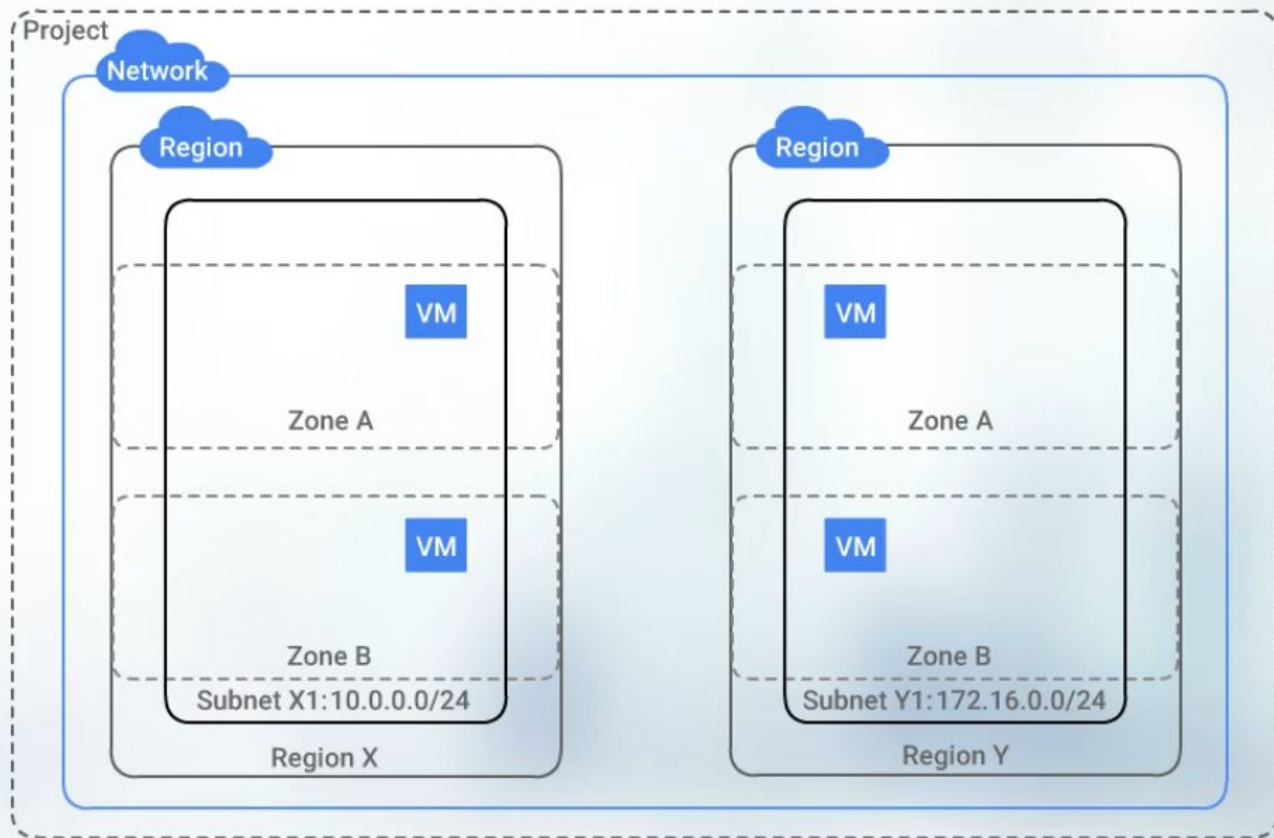 Project
Network
Region
VM
Zone A
VM
Zone B
Subnet X1:10.0.0.0/24
Region X
Region
VM
Zone A
VM
Zone B
Subnet Y1:172.16.0.0/24
Region Y